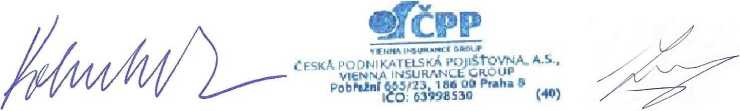 ČPP
VIENNA INSURANCE GROUP
ČESKÁ PODNIKATELSKÁ POJIŠŤOVNA, A.S.,
VIENNA INSURANCE GROUP
Pobřežní 665/23, 186 00 Praha 8
IČO: 63998530 (40)